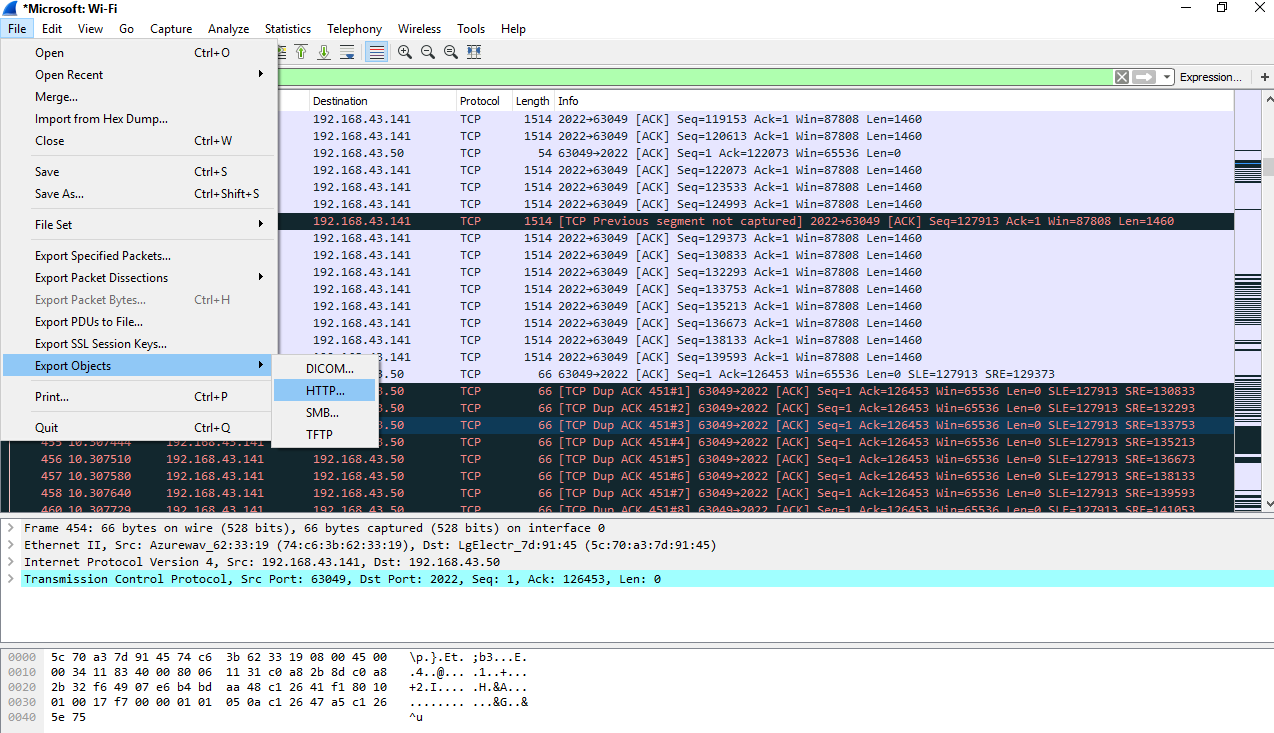 *Microsoft: Wi-Fi
File Edit View Go Capture Analyze Statistics Telephony Wireless Tools Help
Open Ctrl+O
Open Recent
Merge...
Import from Hex Dump...
Close Ctrl+W
Save Ctrl+S
Save As... Ctrl+Shift+S
File Set
Export Specified Packets...
Export Packet Dissections
Export Packet Bytes... Ctrl+H
Export PDUs to File...
Export SSL Session Keys...
Export Objects
Print... Ctrl+P
Quit Ctrl+Q
DICOM...
HTTP...
SMB...
TFTP
Expression... +
Destination Protocol Length Info
192.168.43.141 TCP 1514 2022→63049 [ACK] Seq=119153 Ack=1 Win=87808 Len=1460
192.168.43.141 TCP 1514 2022→63049 [ACK] Seq=120613 Ack=1 Win=87808 Len=1460
192.168.43.50 TCP 54 63049→2022 [ACK] Seq=1 Ack=122073 Win=65536 Len=0
192.168.43.141 TCP 1514 2022→63049 [ACK] Seq=122073 Ack=1 Win=87808 Len=1460
192.168.43.141 TCP 1514 2022→63049 [ACK] Seq=123533 Ack=1 Win=87808 Len=1460
192.168.43.141 TCP 1514 2022→63049 [ACK] Seq=124993 Ack=1 Win=87808 Len=1460
192.168.43.141 TCP 1514 [TCP Previous segment not captured] 2022→63049 [ACK] Seq=127913 Ack=1 Win=87808 Len=1460
192.168.43.141 TCP 1514 2022→63049 [ACK] Seq=129373 Ack=1 Win=87808 Len=1460
192.168.43.141 TCP 1514 2022→63049 [ACK] Seq=130833 Ack=1 Win=87808 Len=1460
192.168.43.141 TCP 1514 2022→63049 [ACK] Seq=132293 Ack=1 Win=87808 Len=1460
192.168.43.141 TCP 1514 2022→63049 [ACK] Seq=133753 Ack=1 Win=87808 Len=1460
192.168.43.141 TCP 1514 2022→63049 [ACK] Seq=135213 Ack=1 Win=87808 Len=1460
192.168.43.141 TCP 1514 2022→63049 [ACK] Seq=136673 Ack=1 Win=87808 Len=1460
192.168.43.141 TCP 1514 2022→63049 [ACK] Seq=138133 Ack=1 Win=87808 Len=1460
192.168.43.141 TCP 1514 2022→63049 [ACK] Seq=139593 Ack=1 Win=87808 Len=1460
3.50 TCP 66 63049→2022 [ACK] Seq=1 Ack=126453 Win=65536 Len=0 SLE=127913 SRE=129373
3.50 TCP 66 [TCP Dup ACK 451#1] 63049→2022 [ACK] Seq=1 Ack=126453 Win=65536 Len=0 SLE=127913 SRE=130833
3.50 TCP 66 [TCP Dup ACK 451#2] 63049→2022 [ACK] Seq=1 Ack=126453 Win=65536 Len=0 SLE=127913 SRE=132293
3.50 TCP 66 [TCP Dup ACK 451#3] 63049→2022 [ACK] Seq=1 Ack=126453 Win=65536 Len=0 SLE=127913 SRE=133753
455 10.307444 192.168.43.141 192.168.43.50 TCP 66 [TCP Dup ACK 451#4] 63049→2022 [ACK] Seq=1 Ack=126453 Win=65536 Len=0 SLE=127913 SRE=135213
456 10.307510 192.168.43.141 192.168.43.50 TCP 66 [TCP Dup ACK 451#5] 63049→2022 [ACK] Seq=1 Ack=126453 Win=65536 Len=0 SLE=127913 SRE=136673
457 10.307580 192.168.43.141 192.168.43.50 TCP 66 [TCP Dup ACK 451#6] 63049→2022 [ACK] Seq=1 Ack=126453 Win=65536 Len=0 SLE=127913 SRE=138133
458 10.307640 192.168.43.141 192.168.43.50 TCP 66 [TCP Dup ACK 451#7] 63049→2022 [ACK] Seq=1 Ack=126453 Win=65536 Len=0 SLE=127913 SRE=139593
460 10.307729 192.168.43.141 192.168.43.50 TCP 66 [TCP Dup ACK 451#8] 63049→2022 [ACK] Seq=1 Ack=126453 Win=65536 Len=0 SLE=127913 SRE=141053
Frame 454: 66 bytes on wire (528 bits), 66 bytes captured (528 bits) on interface 0
Ethernet II, Src: Azurewav_62:33:19 (74:c6:3b:62:33:19), Dst: LgElectr_7d:91:45 (5c:70:a3:7d:91:45)
Internet Protocol Version 4, Src: 192.168.43.141, Dst: 192.168.43.50
Transmission Control Protocol, Src Port: 63049, Dst Port: 2022, Seq: 1, Ack: 126453, Len: 0
0000 5c 70 a3 7d 91 45 74 c6 3b 62 33 19 08 00 45 00 \p.}.Et. ;b3...E.
0010 00 34 11 83 40 00 80 06 11 31 c0 a8 2b 8d c0 a8 .4..@... .1..+...
0020 2b 32 f6 49 07 e6 b4 bd aa 48 c1 26 41 f1 80 10 +2.I.... .H.&A...
0030 01 00 17 f7 00 00 01 01 05 0a c1 26 47 a5 c1 26 ........ ...&G..&
0040 5e 75 ^u